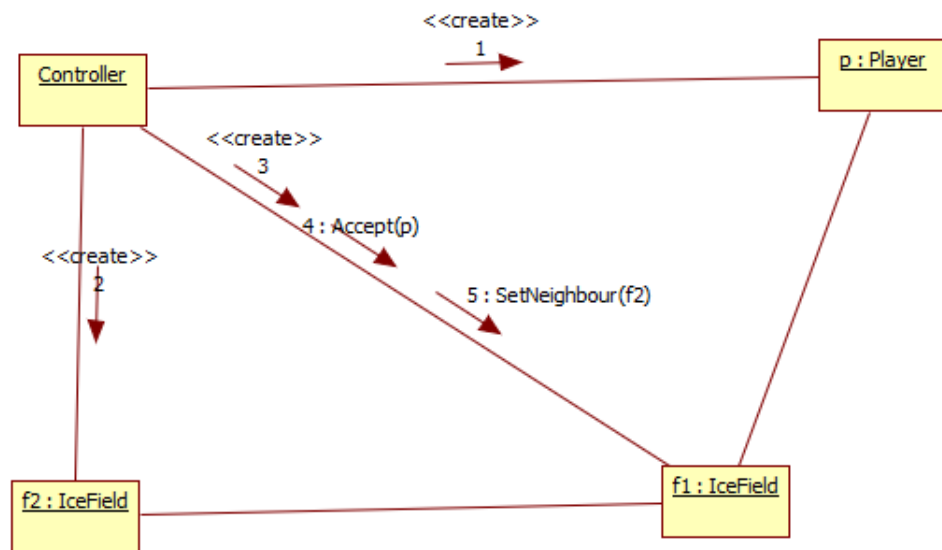 <<create>>
1
Controller
p : Player
<<create>>
3
4 : Accept(p)
<<create>>
2
5 : SetNeighbour(f2)
f2 : IceField
f1 : IceField